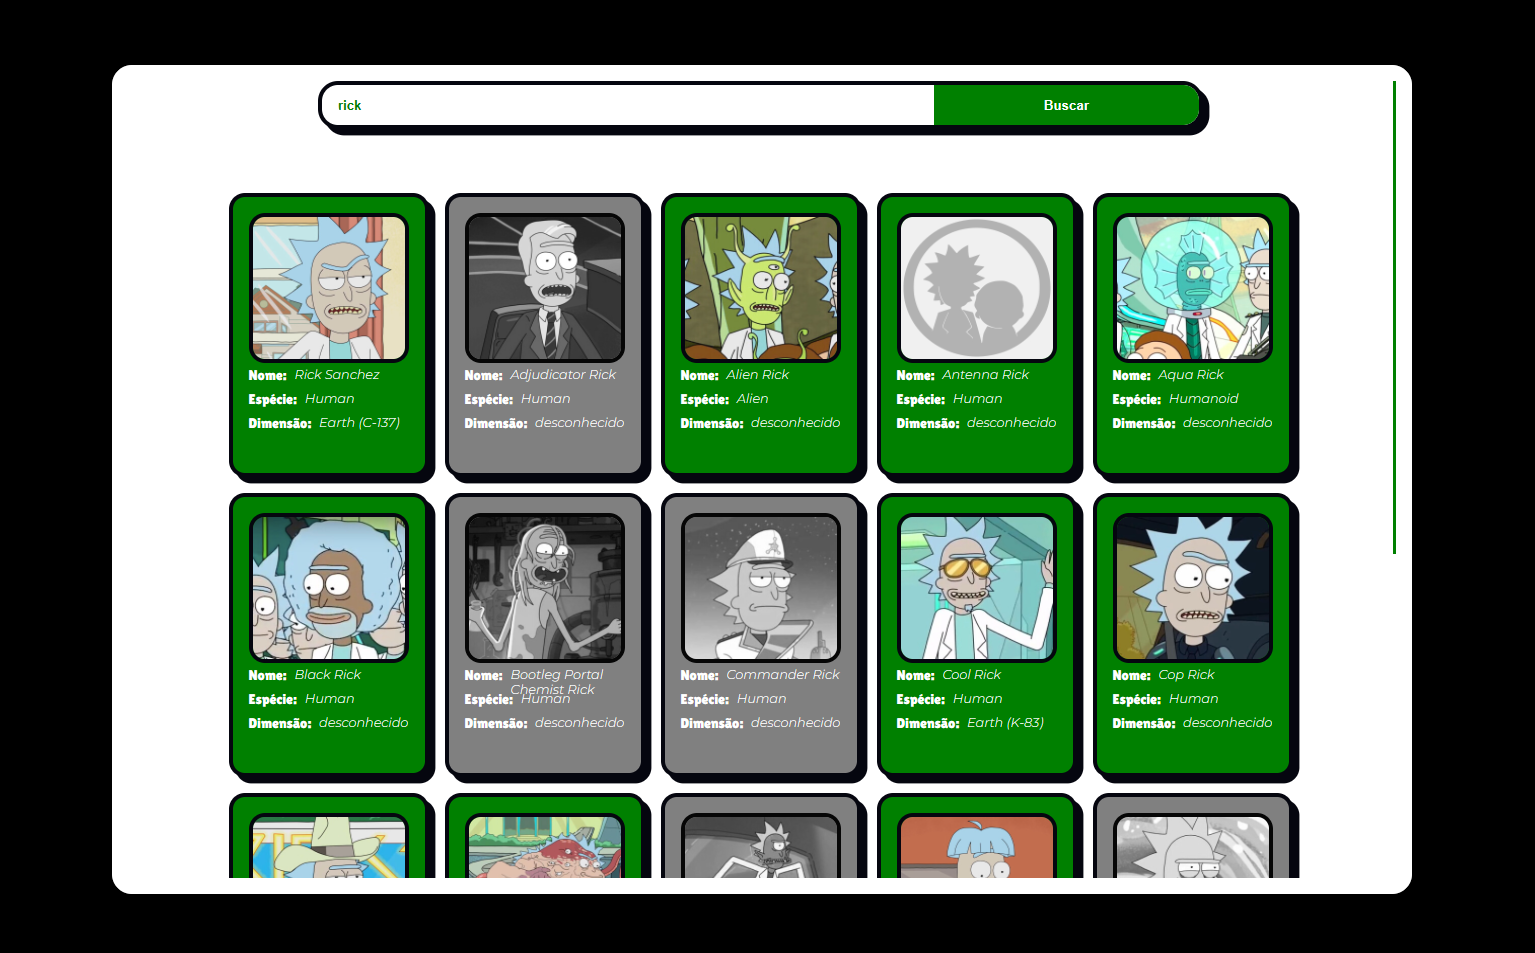 rick
Buscar
Nome: Rick Sanchez
Espécie: Human
Dimensão: Earth (C-137)
Nome: Adjudicator Rick
Espécie: Human
Dimensão: desconhecido
Nome: Alien Rick
Espécie: Alien
Dimensão: desconhecido
Nome: Antenna Rick
Espécie: Human
Dimensão: desconhecido
Nome: Aqua Rick
Espécie: Humanoid
Dimensão: desconhecido
Nome: Black Rick
Espécie: Human
Dimensão: desconhecido
Nome: Bootleg Portal
Chemist Rick
Espécie: Human
Dimensão: desconhecido
Nome: Commander Rick
Espécie: Human
Dimensão: desconhecido
Nome: Cool Rick
Espécie: Human
Dimensão: Earth (K-83)
Nome: Cop Rick
Espécie: Human
Dimensão: desconhecido